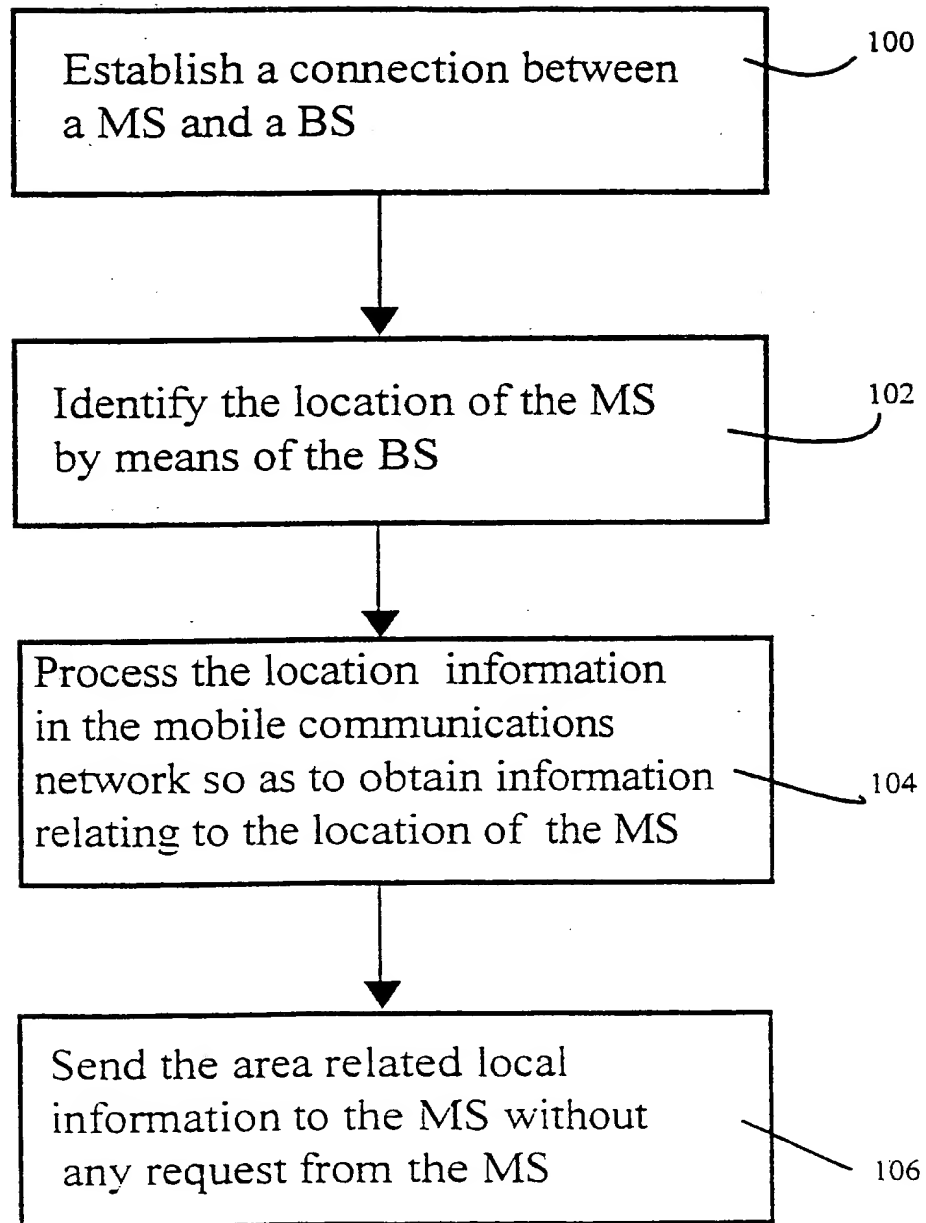 Establish a connection between
a MS and a BS
100
Identify the location of the MS
by means of the BS
102
Process the location information
in the mobile communications
network so as to obtain information
relating to the location of the MS
104
Send the area related local
information to the MS without
any request from the MS
106